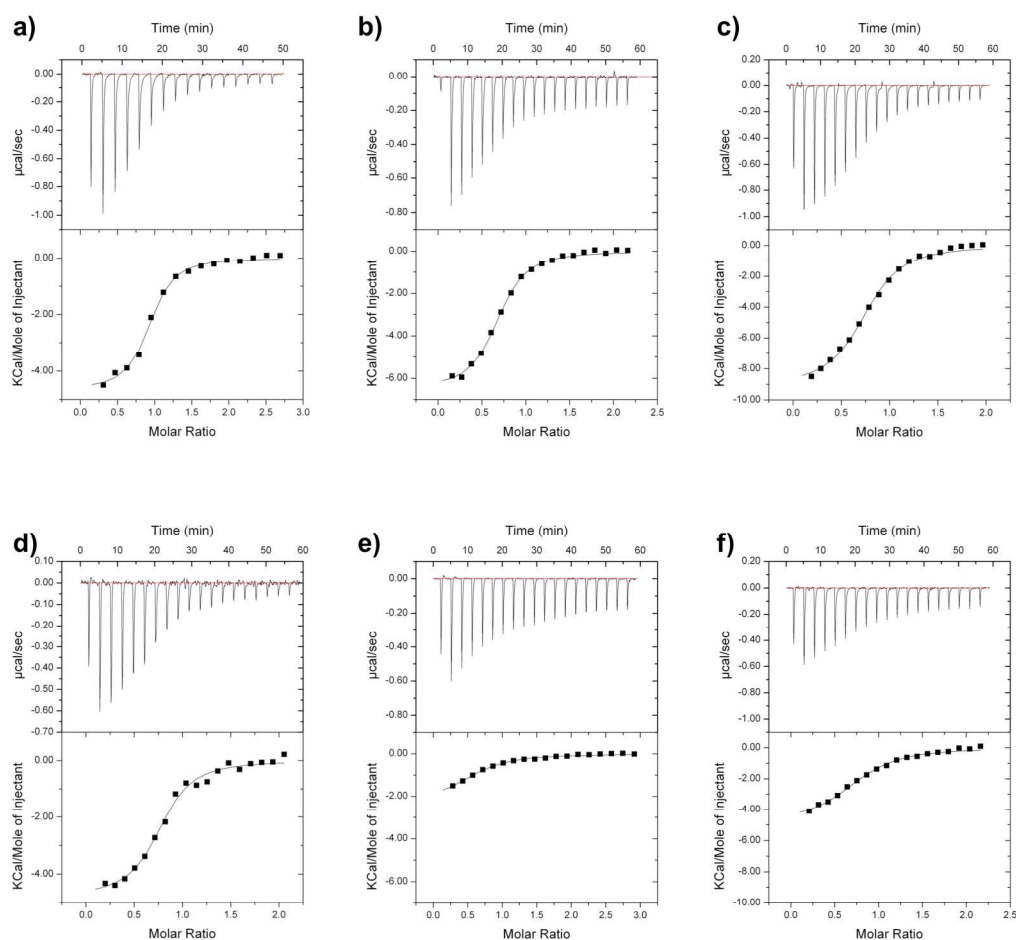 a)
Time (min)
0 10 20 30 40 50
0.00
-0.20
-0.40
-0.60
-0.80
-1.00
µcal/sec
0.00
-2.00
-4.00
KCal/Mole of Injectant
0.0 0.5 1.0 1.5 2.0 2.5 3.0
Molar Ratio
b)
Time (min)
0 10 20 30 40 50 60
0.00
-0.20
-0.40
-0.60
-0.80
µcal/sec
0.00
-2.00
-4.00
-6.00
KCal/Mole of Injectant
0.0 0.5 1.0 1.5 2.0 2.5
Molar Ratio
c)
Time (min)
0 10 20 30 40 50 60
0.20
0.00
-0.20
-0.40
-0.60
-0.80
-1.00
µcal/sec
0.00
-2.00
-4.00
-6.00
-8.00
-10.00
KCal/Mole of Injectant
0.0 0.5 1.0 1.5 2.0
Molar Ratio
d)
Time (min)
0 10 20 30 40 50 60
0.10
0.00
-0.10
-0.20
-0.30
-0.40
-0.50
-0.60
-0.70
µcal/sec
0.00
-2.00
-4.00
KCal/Mole of Injectant
0.0 0.5 1.0 1.5 2.0
Molar Ratio
e)
Time (min)
0 10 20 30 40 50 60
0.00
-0.20
-0.40
-0.60
-0.80
µcal/sec
0.00
-2.00
-4.00
-6.00
KCal/Mole of Injectant
0.0 0.5 1.0 1.5 2.0 2.5 3.0
Molar Ratio
f)
Time (min)
0 10 20 30 40 50 60
0.20
0.00
-0.20
-0.40
-0.60
-0.80
-1.00
µcal/sec
0.00
-2.00
-4.00
-6.00
-8.00
-10.00
KCal/Mole of Injectant
0.0 0.5 1.0 1.5 2.0 2.5
Molar Ratio